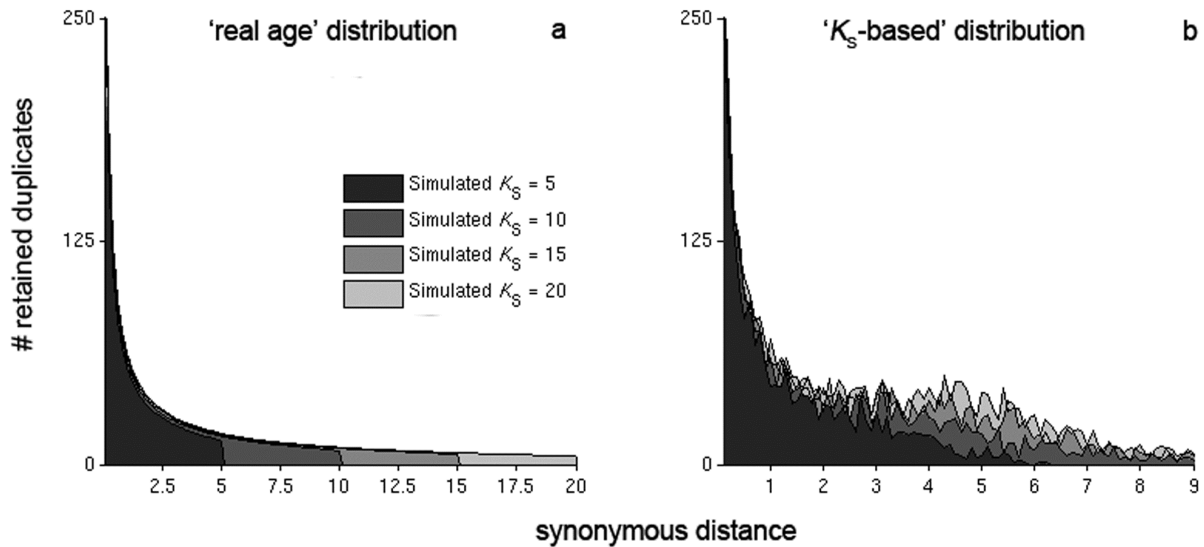 250
'real age' distribution
a
# retained duplicates
125
0
Simulated KS = 5
Simulated KS = 10
Simulated KS = 15
Simulated KS = 20
2.5 5 7.5 10 12.5 15 17.5 20
250
'KS-based' distribution
b
125
0
1 2 3 4 5 6 7 8 9
synonymous distance